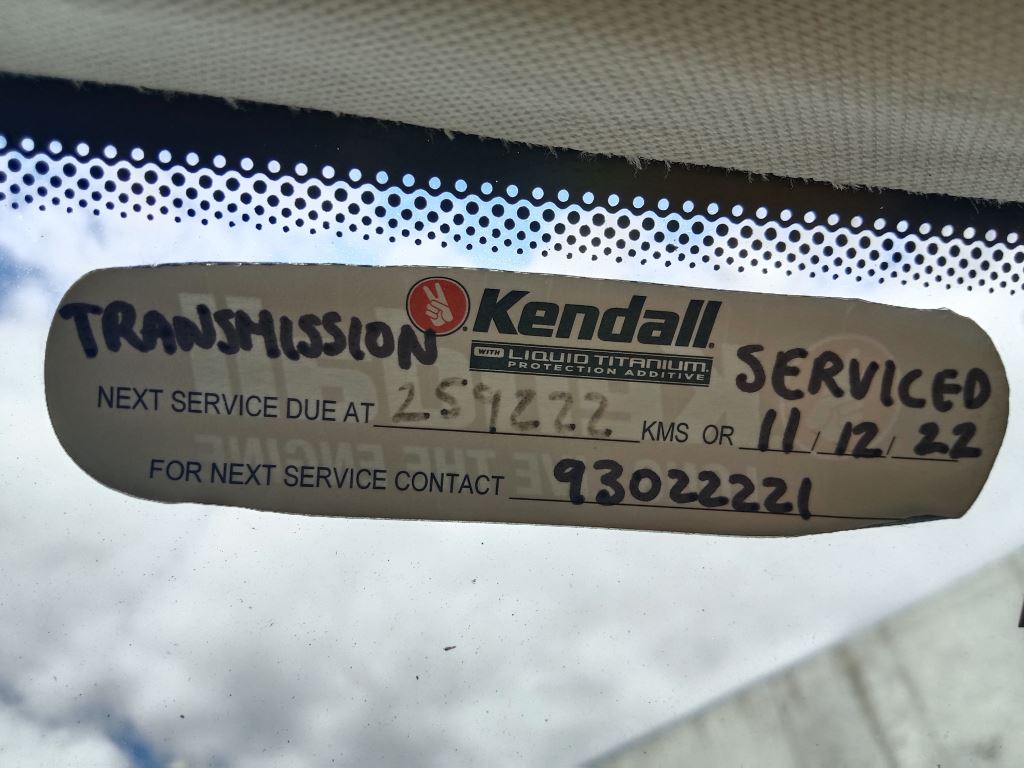 Kendall
WITH LIQUID TITANIUM.
PROTECTION ADDITIVE
TRANSMISSION SERVICED
NEXT SERVICE DUE AT 259222 KMS OR 11/12/22
FOR NEXT SERVICE CONTACT 93022221